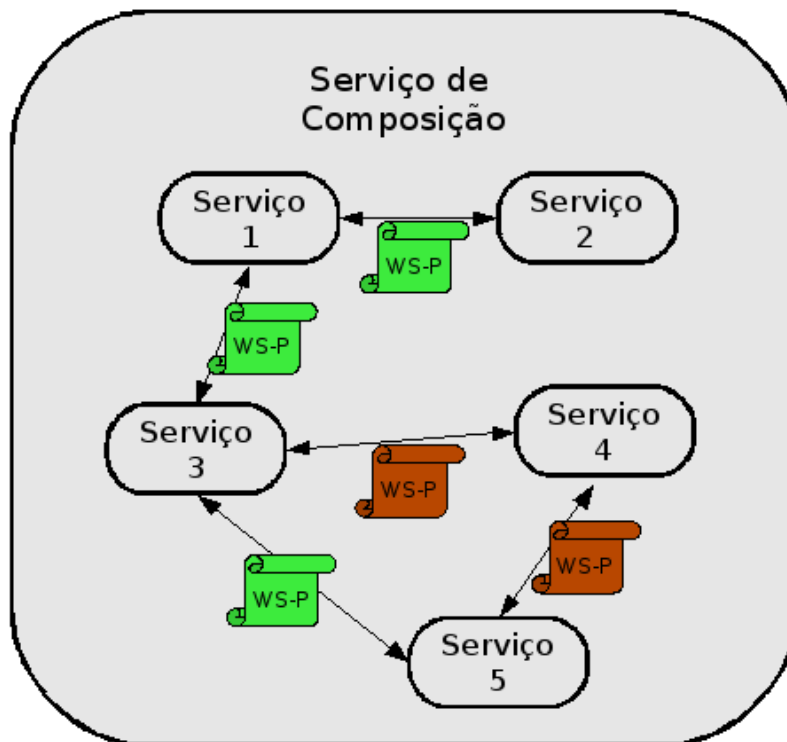 Serviço de
Composição
Serviço
1
Serviço
2
WS-P
WS-P
Serviço
3
Serviço
4
WS-P
WS-P
WS-P
Serviço
5